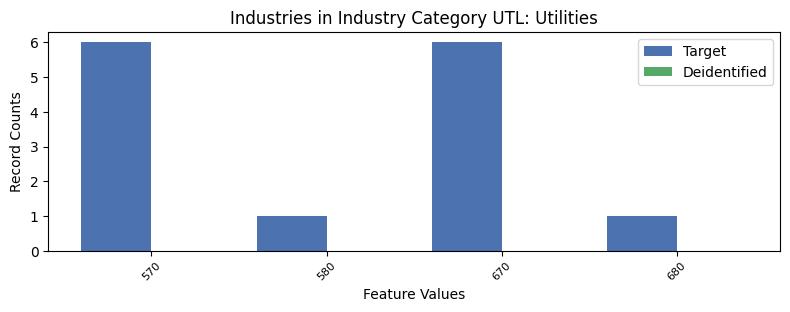 Industries in Industry Category UTL: Utilities
Target
Deidentified
Record Counts
6
5
4
3
2
1
0
570
580
670
680
Feature Values